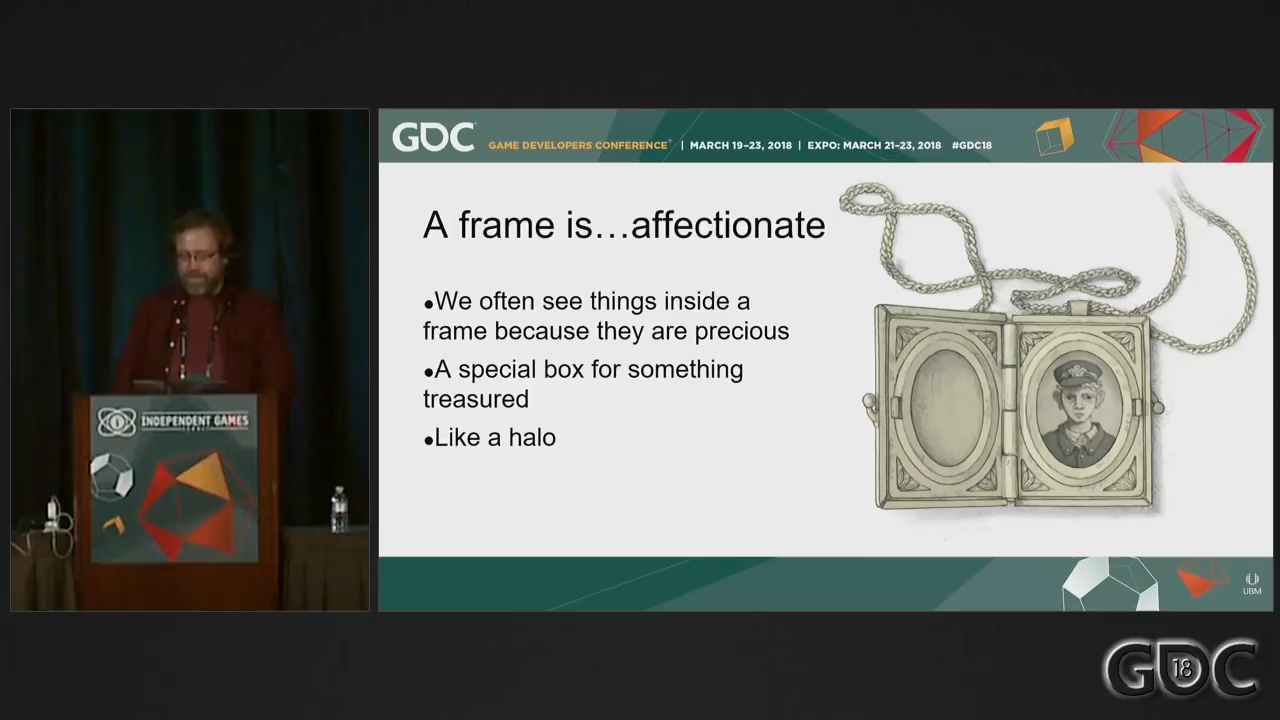 GDC
GAME DEVELOPERS CONFERENCE | MARCH 19–23, 2018 | EXPO: MARCH 21–23, 2018 #GDC18
A frame is…affectionate
●We often see things inside a
frame because they are precious
●A special box for something
treasured
●Like a halo
INDEPENDENT GAMES
UBM
GDC
18